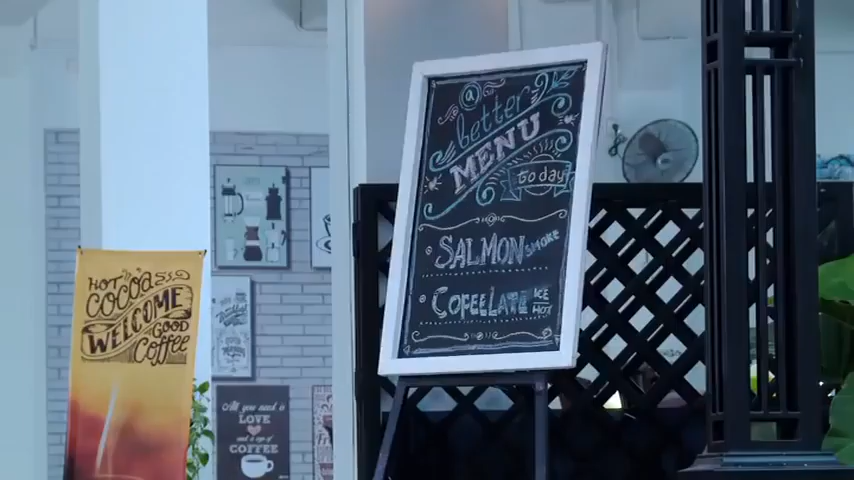 @
better
MENU
today
SALMON SMOKE
COFEELATE ICE HOT
HOT
cocoa
WELCOME
GOOD
coffee
All you need is
LOVE
and a cup of
COFFEE